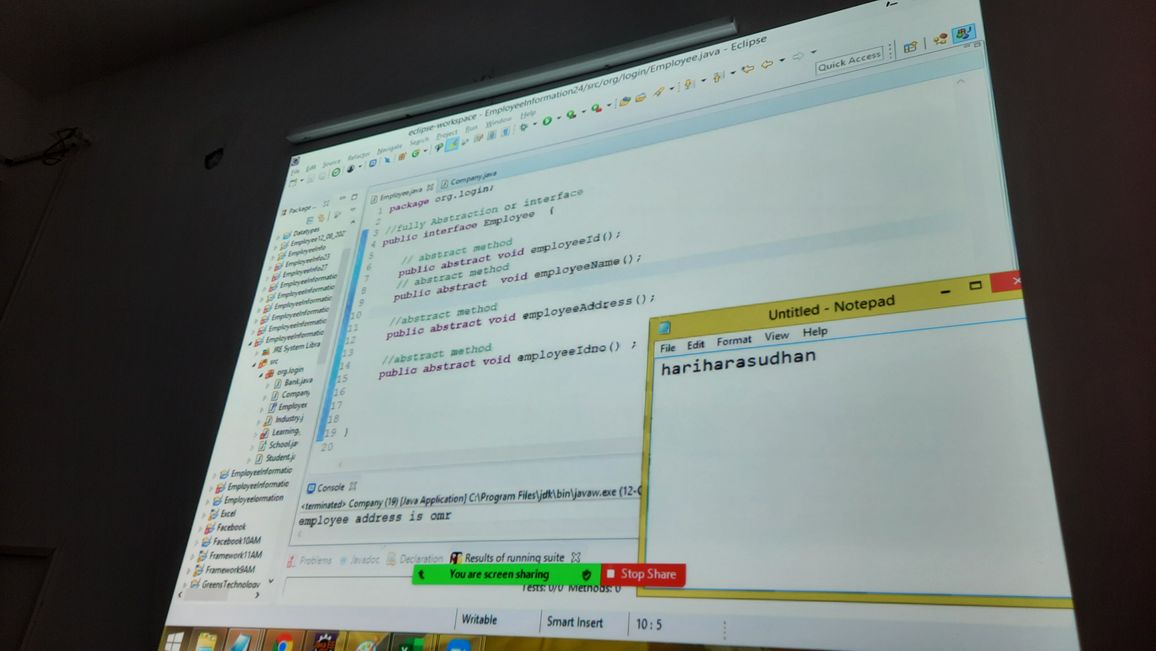 eclipse-workspace - EmployeeInformation24/src/org/login/Employee.java - Eclipse
File Edit Source Refactor Navigate Search Project Run Window Help
Quick Access
Package...
Datatypes
Employee12_08_202
EmployeeInfo
EmployeeInfo23
EmployeeInfo27
EmployeeInformatio
EmployeeInformatio
EmployeeInformatio
EmployeeInformatio
EmployeeInformatio
JRE System Libra
src
org.login
Bank.java
Company
Employee
Industry.j
Learning.
School.jav
Student.ja
EmployeeInformatio
EmployeeInformatio
EmployeeIormation
Excel
Facebook
Facebook10AM
Framework11AM
Framework9AM
GreensTechnology
Employee.java Company.java
1 package org.login;
2
3 //fully Abstraction or interface
4 public interface Employee {
5
6 // abstract method
7 public abstract void employeeId();
8 // abstract method
9 public abstract void employeeName();
10
11 //abstract method
12 public abstract void employeeAddress();
13
14 //abstract method
15 public abstract void employeeIdno() ;
16
17
18
19 }
20
Console
<terminated> Company (19) [Java Application] C:\Program Files\jdk\bin\javaw.exe (12-
employee address is omr
Problems Javadoc Declaration Results of running suite
You are screen sharing Stop Share
Tests: 0/0 Methods: 0
Writable Smart Insert 10 : 5
Untitled - Notepad
File Edit Format View Help
hariharasudhan